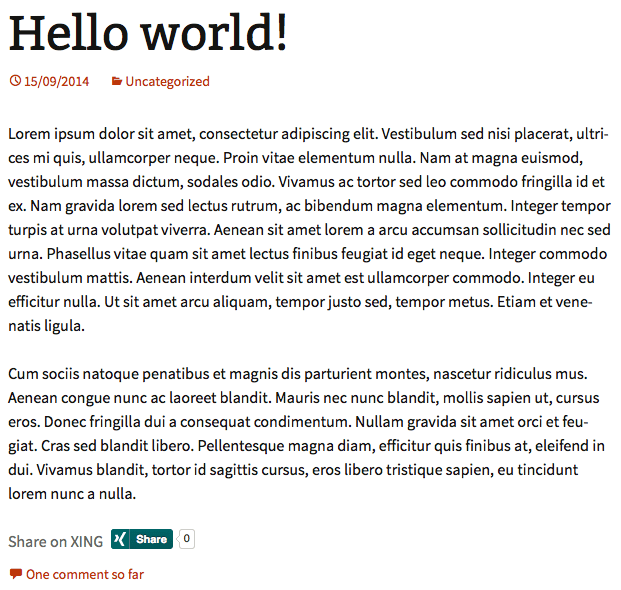 Hello world!
15/09/2014 Uncategorized
Lorem ipsum dolor sit amet, consectetur adipiscing elit. Vestibulum sed nisi placerat, ultri-
ces mi quis, ullamcorper neque. Proin vitae elementum nulla. Nam at magna euismod,
vestibulum massa dictum, sodales odio. Vivamus ac tortor sed leo commodo fringilla id et
ex. Nam gravida lorem sed lectus rutrum, ac bibendum magna elementum. Integer tempor
turpis at urna volutpat viverra. Aenean sit amet lorem a arcu accumsan sollicitudin nec sed
urna. Phasellus vitae quam sit amet lectus finibus feugiat id eget neque. Integer commodo
vestibulum mattis. Aenean interdum velit sit amet est ullamcorper commodo. Integer eu
efficitur nulla. Ut sit amet arcu aliquam, tempor justo sed, tempor metus. Etiam et vene-
natis ligula.
Cum sociis natoque penatibus et magnis dis parturient montes, nascetur ridiculus mus.
Aenean congue nunc ac laoreet blandit. Mauris nec nunc blandit, mollis sapien ut, cursus
eros. Donec fringilla dui a consequat condimentum. Nullam gravida sit amet orci et feu-
giat. Cras sed blandit libero. Pellentesque magna diam, efficitur quis finibus at, eleifend in
dui. Vivamus blandit, tortor id sagittis cursus, eros libero tristique sapien, eu tincidunt
lorem nunc a nulla.
Share on XING Share 0
One comment so far